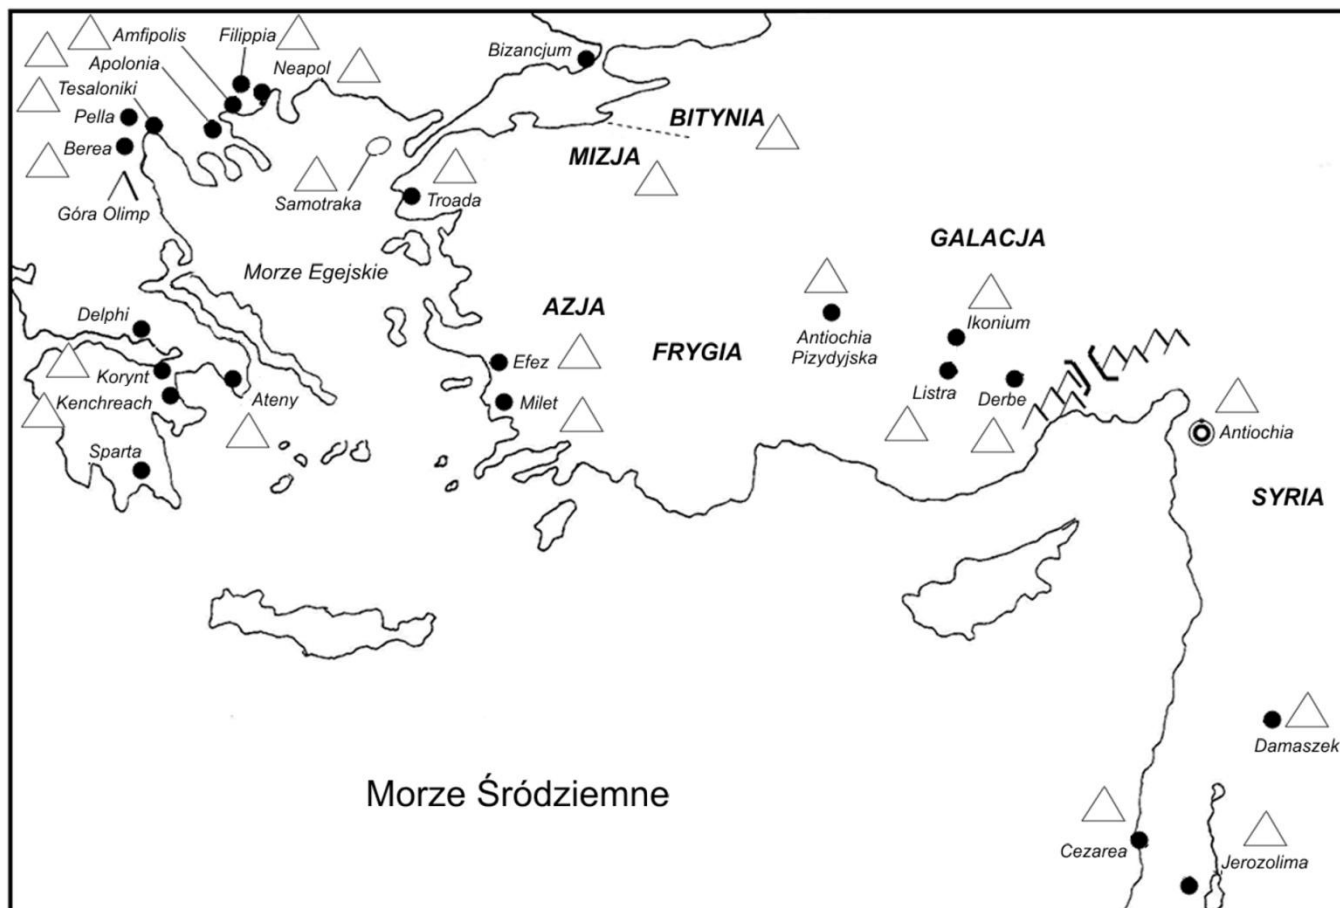 Amfipolis
Filippia
Bizancjum
Apolonia
Neapol
Tesaloniki
Pella
BITYNIA
Berea
MIZJA
Samotraka
Troada
Góra Olimp
GALACJA
Morze Egejskie
AZJA
Delphi
Ikonium
Antiochia
Pizydyjska
FRYGIA
Efez
Korynt
Listra
Derbe
Kenchreach
Ateny
Milet
Antiochia
Sparta
SYRIA
Damaszek
Morze Śródziemne
Cezarea
Jerozolima